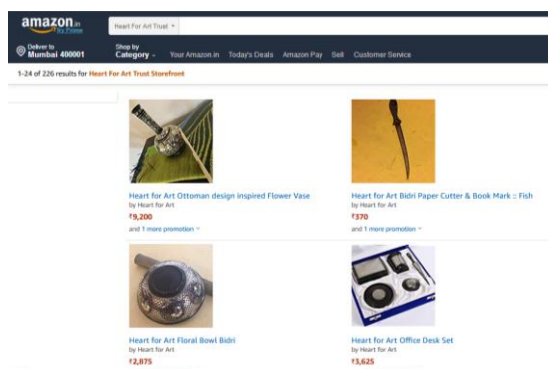 amazon.in
Try Prime
Heart For Art Trust
Deliver to
Mumbai 400001
Shop by
Category
Your Amazon.in Today's Deals Amazon Pay Sell Customer Service
1-24 of 226 results for Heart For Art Trust Storefront
Heart for Art Ottoman design inspired Flower Vase
by Heart for Art
₹9,200
and 1 more promotion
Heart for Art Bidri Paper Cutter & Book Mark :: Fish
by Heart for Art
₹370
and 1 more promotion
Heart for Art Floral Bowl Bidri
by Heart for Art
₹2,875
Heart for Art Office Desk Set
by Heart for Art
₹3,625